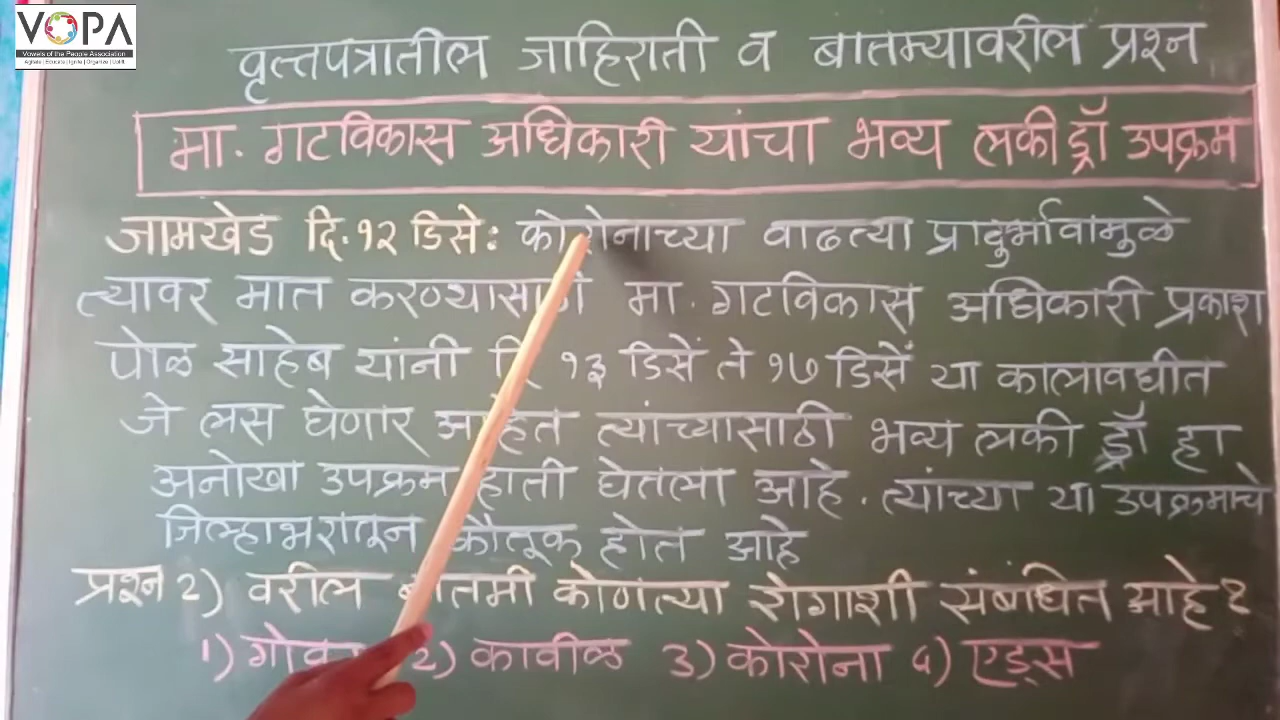 VOPA
Vowels of the People Association
वृत्तपत्रातील जाहिराती व बातम्यावरील प्रश्न
मा. गटविकास अधिकारी यांचा भव्य लकी ड्रॉ उपक्रम
जामखेड दि.१२ डिसें: कोरोनाच्या वाढत्या प्रादुर्भावामुळे
त्यावर मात करण्यासाठी मा. गटविकास अधिकारी प्रकाश
पोळ साहेब यांनी दि १३ डिसें ते १७ डिसें या कालावधीत
जे लस घेणार आहेत त्यांच्यासाठी भव्य लकी ड्रॉ हा
अनोखा उपक्रम हाती घेतला आहे. त्यांच्या या उपक्रमाचे
जिल्हाभरातून कौतूक होत आहे
प्रश्न 2) वरील बातमी कोणत्या रोगाशी संबंधित आहे?
1) गोवर 2) कावीळ 3) कोरोना ४) एड्स